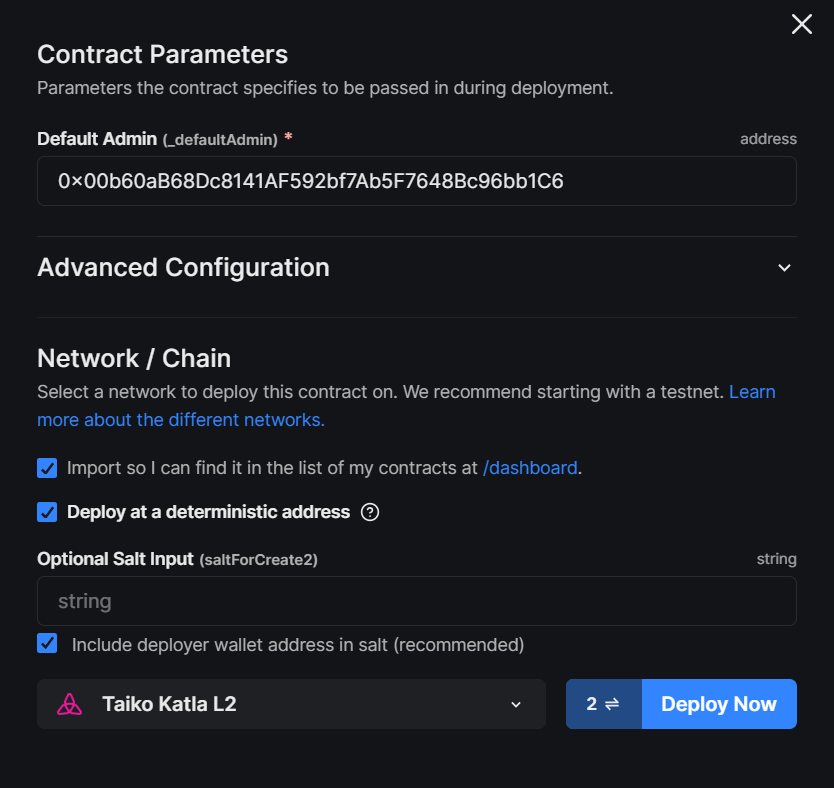 Contract Parameters
Parameters the contract specifies to be passed in during deployment.
Default Admin (_defaultAdmin) * address
0x00b60aB68Dc8141AF592bf7Ab5F7648Bc96bb1C6
Advanced Configuration
Network / Chain
Select a network to deploy this contract on. We recommend starting with a testnet. Learn
more about the different networks.
Import so I can find it in the list of my contracts at /dashboard.
Deploy at a deterministic address
Optional Salt Input (saltForCreate2) string
string
Include deployer wallet address in salt (recommended)
Taiko Katla L2 2 ⇌ Deploy Now